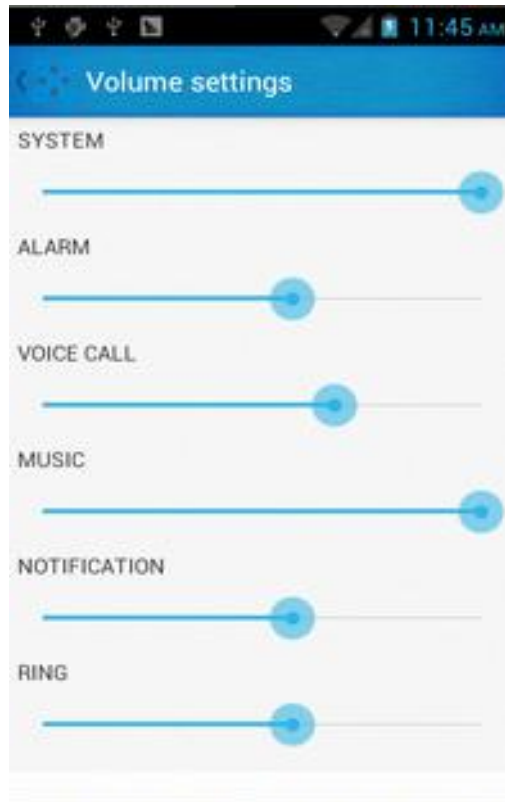 11:45 AM
Volume settings
SYSTEM
ALARM
VOICE CALL
MUSIC
NOTIFICATION
RING